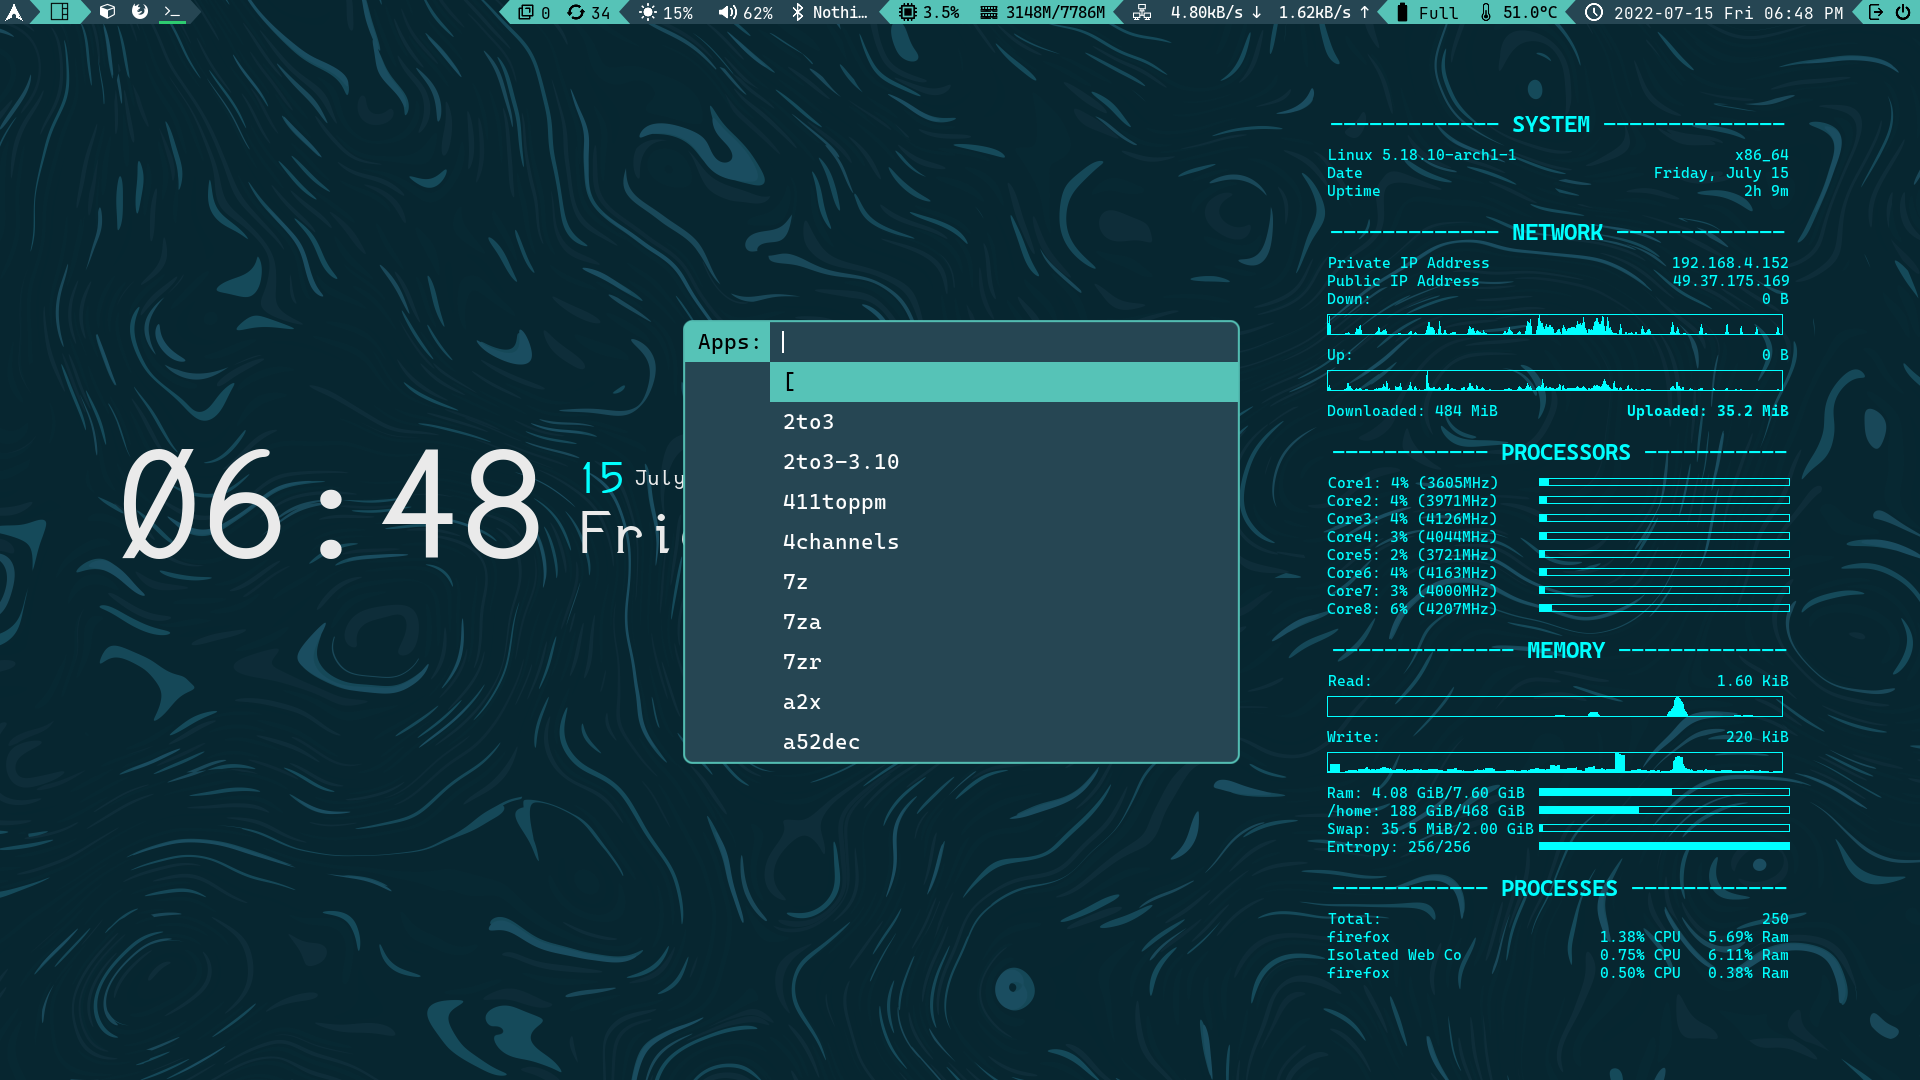 0 34 15% 62% Nothi… 3.5% 3148M/7786M 4.80kB/s ↓ 1.62kB/s ↑ Full 51.0°C 2022-07-15 Fri 06:48 PM
06:48
15 July
Fri
Apps:
[
2to3
2to3-3.10
411toppm
4channels
7z
7za
7zr
a2x
a52dec
SYSTEM
Linux 5.18.10-arch1-1 x86_64
Date Friday, July 15
Uptime 2h 9m
NETWORK
Private IP Address 192.168.4.152
Public IP Address 49.37.175.169
Down: 0 B
Up: 0 B
Downloaded: 484 MiB Uploaded: 35.2 MiB
PROCESSORS
Core1: 4% (3605MHz)
Core2: 4% (3971MHz)
Core3: 4% (4126MHz)
Core4: 3% (4044MHz)
Core5: 2% (3721MHz)
Core6: 4% (4163MHz)
Core7: 3% (4000MHz)
Core8: 6% (4207MHz)
MEMORY
Read: 1.60 KiB
Write: 220 KiB
Ram: 4.08 GiB/7.60 GiB
/home: 188 GiB/468 GiB
Swap: 35.5 MiB/2.00 GiB
Entropy: 256/256
PROCESSES
Total: 250
firefox 1.38% CPU 5.69% Ram
Isolated Web Co 0.75% CPU 6.11% Ram
firefox 0.50% CPU 0.38% Ram